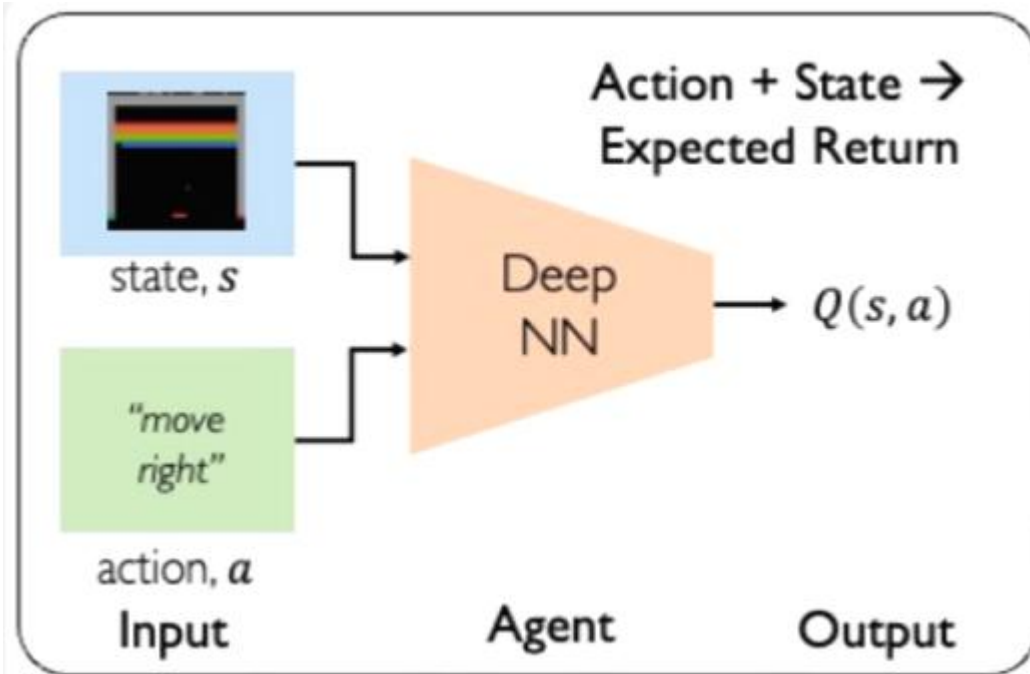 Action + State →
Expected Return
state, s
Deep
NN
Q(s, a)
“move
right”
action, a
Input
Agent
Output